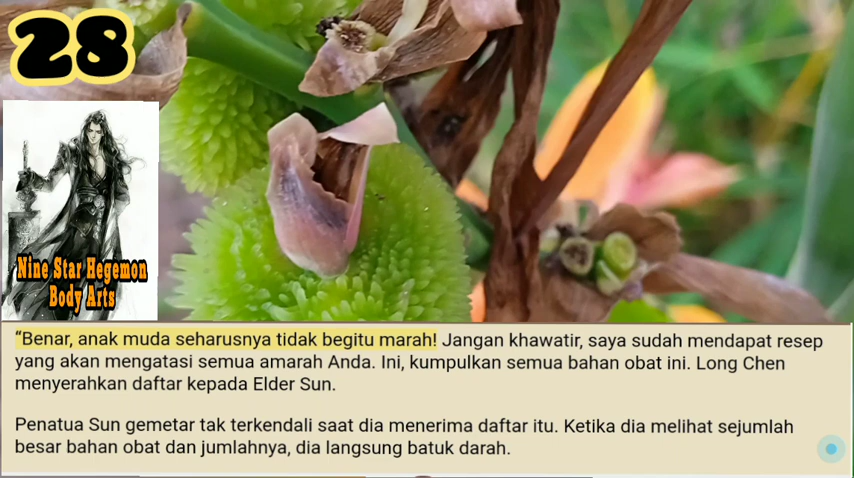 28
Nine Star Hegemon
Body Arts
“Benar, anak muda seharusnya tidak begitu marah! Jangan khawatir, saya sudah mendapat resep
yang akan mengatasi semua amarah Anda. Ini, kumpulkan semua bahan obat ini. Long Chen
menyerahkan daftar kepada Elder Sun.
Penatua Sun gemetar tak terkendali saat dia menerima daftar itu. Ketika dia melihat sejumlah
besar bahan obat dan jumlahnya, dia langsung batuk darah.